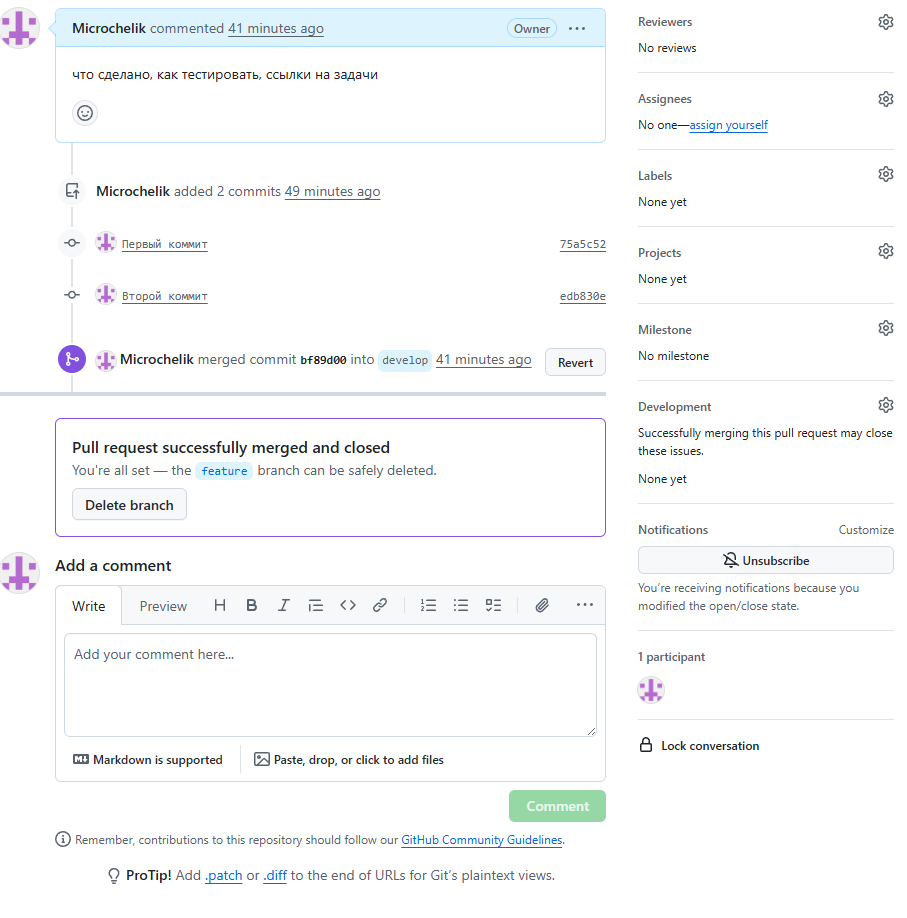 Microchelik commented 41 minutes ago Owner
что сделано, как тестировать, ссылки на задачи
Microchelik added 2 commits 49 minutes ago
Первый коммит 75a5c52
Второй коммит edb830e
Microchelik merged commit bf89d00 into develop 41 minutes ago Revert
Pull request successfully merged and closed
You're all set — the feature branch can be safely deleted.
Delete branch
Add a comment
Write Preview
Add your comment here...
Markdown is supported Paste, drop, or click to add files
Comment
Remember, contributions to this repository should follow our GitHub Community Guidelines.
ProTip! Add .patch or .diff to the end of URLs for Git's plaintext views.
Reviewers
No reviews
Assignees
No one—assign yourself
Labels
None yet
Projects
None yet
Milestone
No milestone
Development
Successfully merging this pull request may close
these issues.
None yet
Notifications Customize
Unsubscribe
You're receiving notifications because you
modified the open/close state.
1 participant
Lock conversation